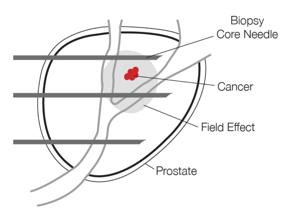 Biopsy
Core Needle
Cancer
Field Effect
Prostate